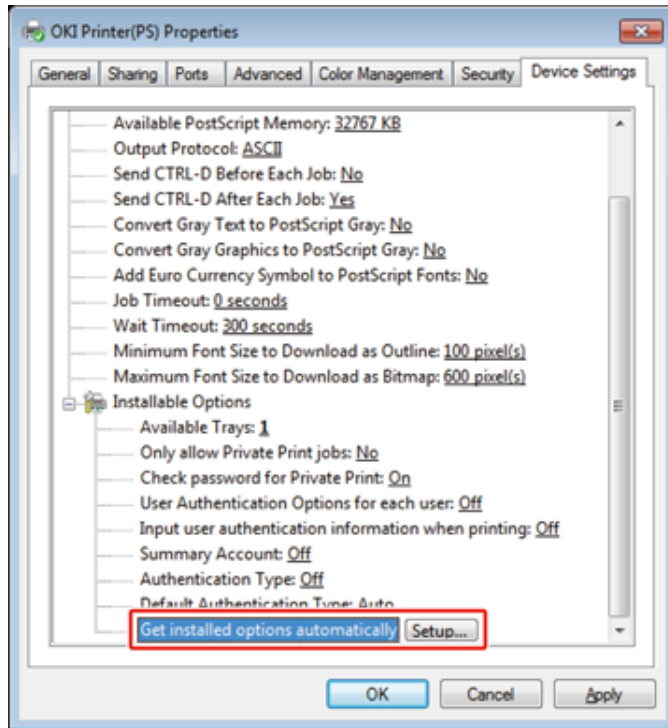 OKI Printer(PS) Properties
General Sharing Ports Advanced Color Management Security Device Settings
Available PostScript Memory: 32767 KB
Output Protocol: ASCII
Send CTRL-D Before Each Job: No
Send CTRL-D After Each Job: Yes
Convert Gray Text to PostScript Gray: No
Convert Gray Graphics to PostScript Gray: No
Add Euro Currency Symbol to PostScript Fonts: No
Job Timeout: 0 seconds
Wait Timeout: 300 seconds
Minimum Font Size to Download as Outline: 100 pixel(s)
Maximum Font Size to Download as Bitmap: 600 pixel(s)
Installable Options
Available Trays: 1
Only allow Private Print jobs: No
Check password for Private Print: On
User Authentication Options for each user: Off
Input user authentication information when printing: Off
Summary Account: Off
Authentication Type: Off
Default Authentication Type: Auto
Get installed options automatically Setup...
OK Cancel Apply